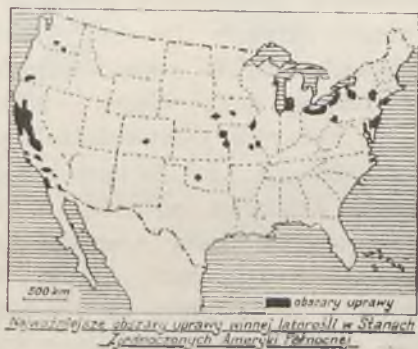 500 km
obszary uprawy
Najważniejsze obszary uprawy winnej latorośli w Stanach
Zjednoczonych Ameryki Północnej